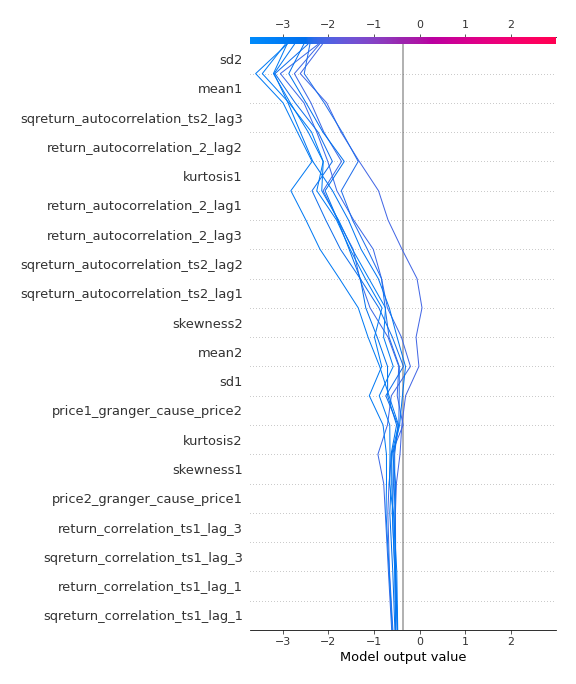 −3 −2 −1 0 1 2
sd2
mean1
sqreturn_autocorrelation_ts2_lag3
return_autocorrelation_2_lag2
kurtosis1
return_autocorrelation_2_lag1
return_autocorrelation_2_lag3
sqreturn_autocorrelation_ts2_lag2
sqreturn_autocorrelation_ts2_lag1
skewness2
mean2
sd1
price1_granger_cause_price2
kurtosis2
skewness1
price2_granger_cause_price1
return_correlation_ts1_lag_3
sqreturn_correlation_ts1_lag_3
return_correlation_ts1_lag_1
sqreturn_correlation_ts1_lag_1
−3 −2 −1 0 1 2
Model output value